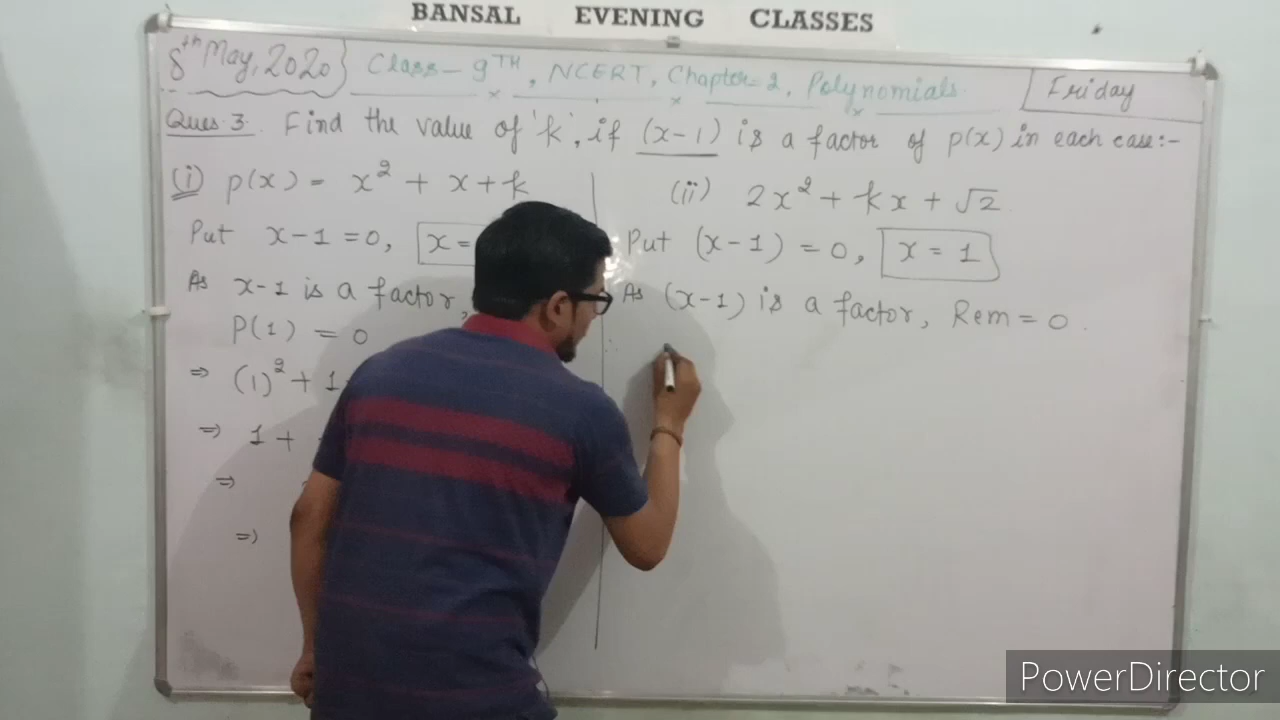 BANSAL EVENING CLASSES
8th May, 2020 Class - 9TH, NCERT, Chapter = 2, Polynomials. Friday
Ques. 3. Find the value of 'k', if (x-1) is a factor of p(x) in each case:-
(i) p(x) = x² + x + k
Put x-1 = 0, x =
As x-1 is a factor,
P(1) = 0
⇒ (1)² + 1
⇒ 1 +
⇒
⇒)
(ii) 2x² + kx + √2
Put (x-1) = 0, x = 1
As (x-1) is a factor, Rem = 0.
PowerDirector